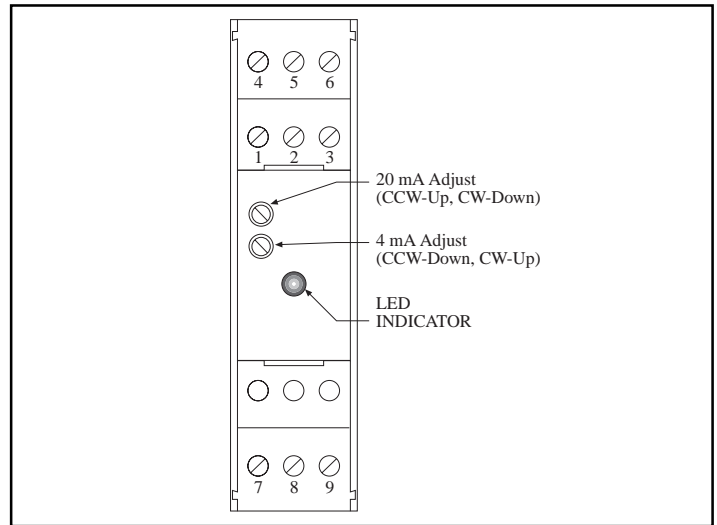 4 5 6
1 2 3
20 mA Adjust
(CCW-Up, CW-Down)
4 mA Adjust
(CCW-Down, CW-Up)
LED
INDICATOR
7 8 9